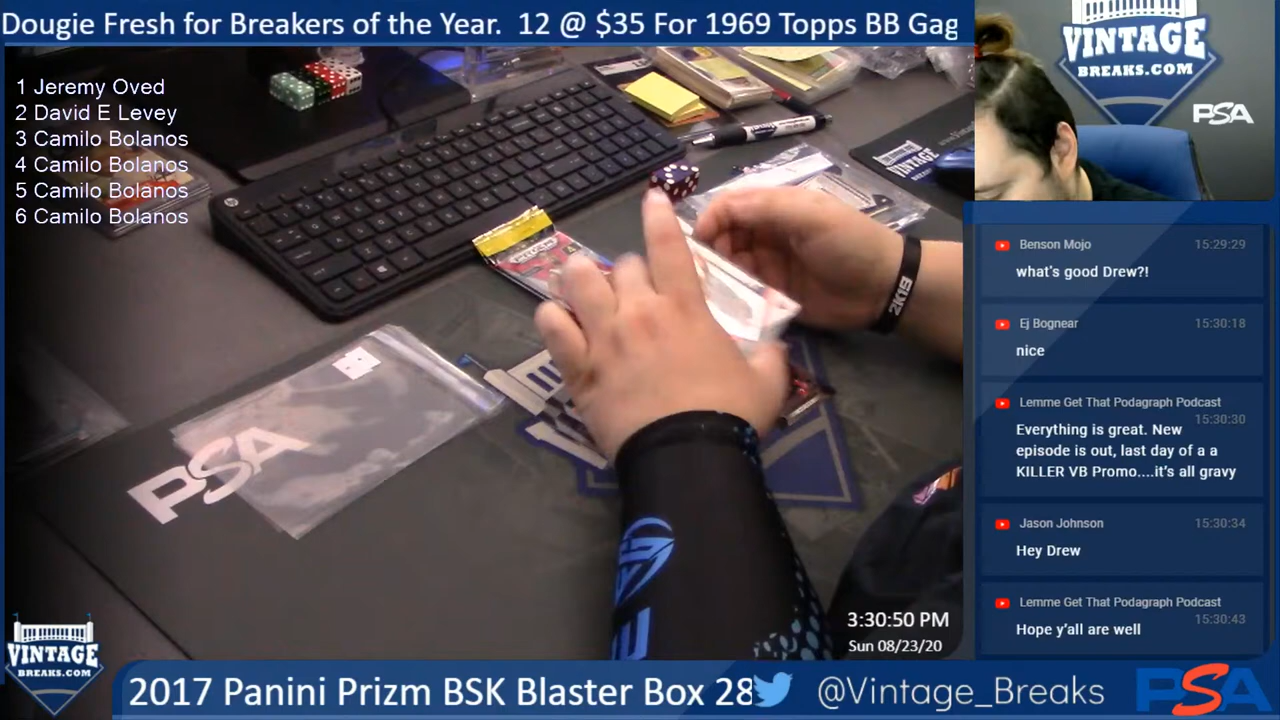 Dougie Fresh for Breakers of the Year. 12 @ $35 For 1969 Topps BB Gag
1 Jeremy Oved
2 David E Levey
3 Camilo Bolanos
4 Camilo Bolanos
5 Camilo Bolanos
6 Camilo Bolanos
VINTAGE
BREAKS.COM
PSA
VINTAGE
2K19
PSA
Benson Mojo 15:29:29
what's good Drew?!
Ej Bognear 15:30:18
nice
Lemme Get That Podagraph Podcast
15:30:30
Everything is great. New
episode is out, last day of a a
KILLER VB Promo....it's all gravy
Jason Johnson 15:30:34
Hey Drew
Lemme Get That Podagraph Podcast
15:30:43
Hope y'all are well
3:30:50 PM
Sun 08/23/20
VINTAGE
BREAKS.COM
2017 Panini Prizm BSK Blaster Box 28
@Vintage_Breaks
PSA